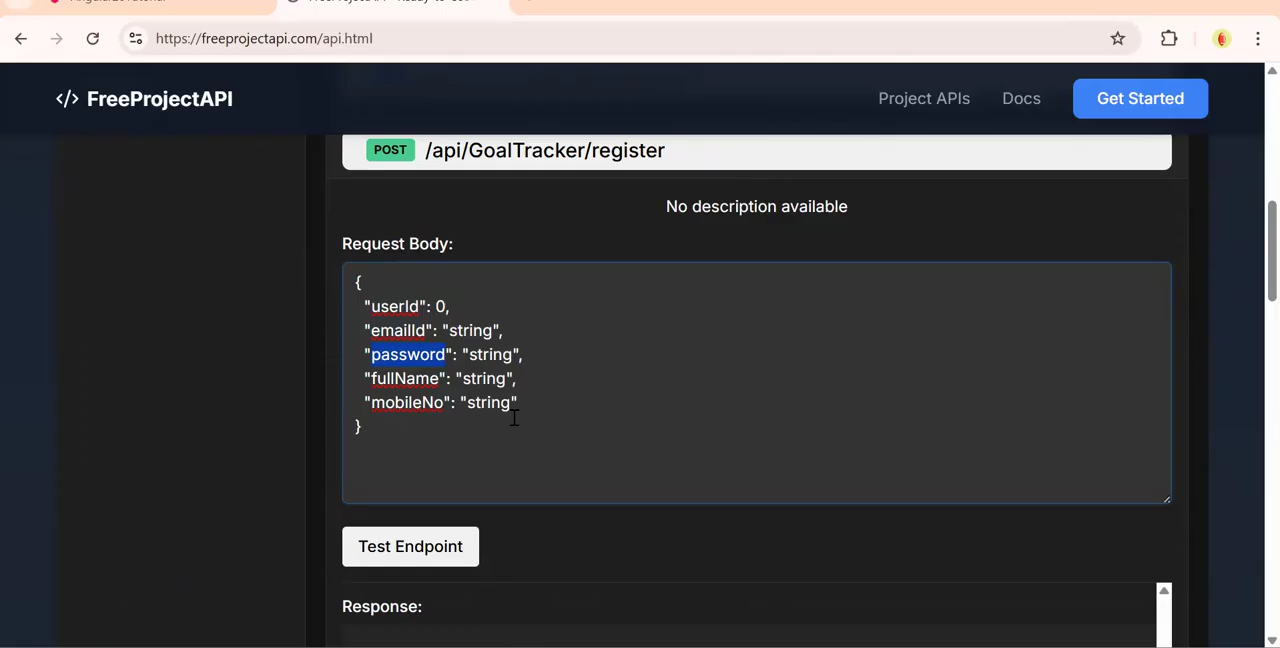 https://freeprojectapi.com/api.html
</> FreeProjectAPI
Project APIs
Docs
Get Started
POST /api/GoalTracker/register
No description available
Request Body:
{
"userId": 0,
"emailId": "string",
"password": "string",
"fullName": "string",
"mobileNo": "string"
}
Test Endpoint
Response: